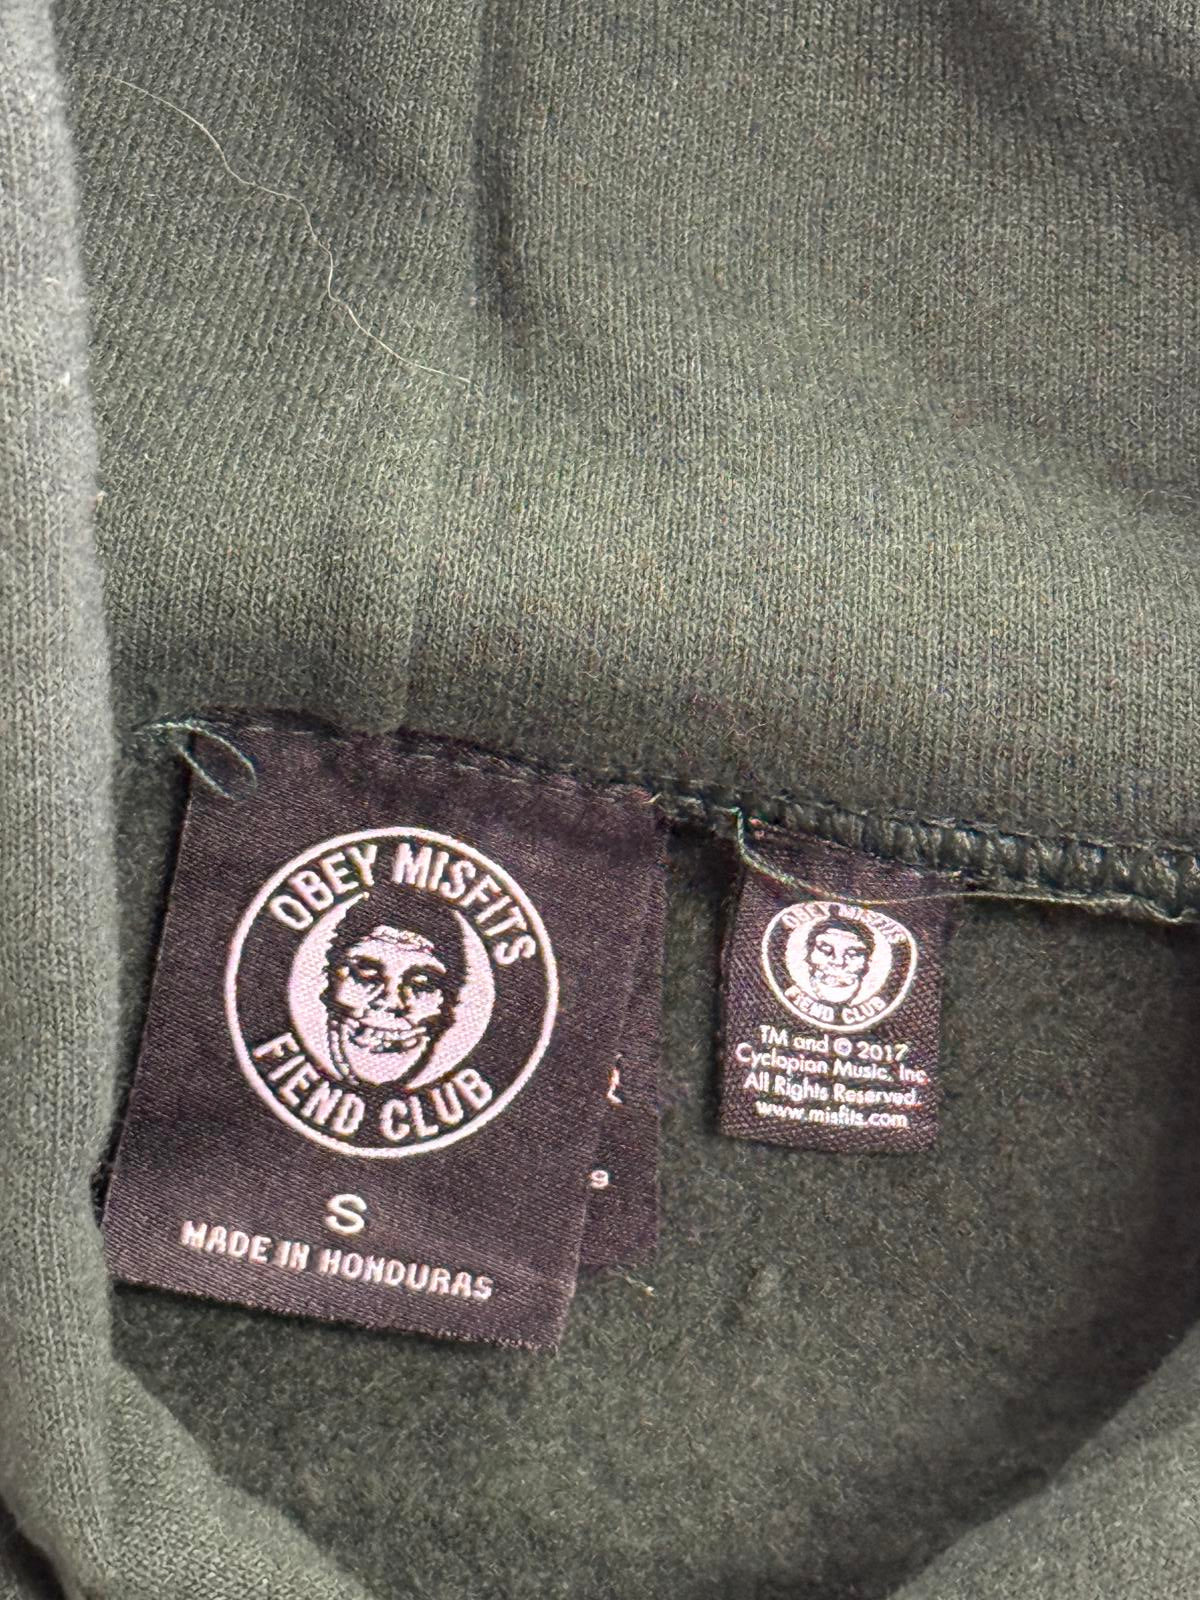 OBEY MISFITS
FIEND CLUB
S
MADE IN HONDURAS
OBEY MISFITS
FIEND CLUB
TM and © 2017
Cyclopian Music, Inc.
All Rights Reserved.
www.misfits.com